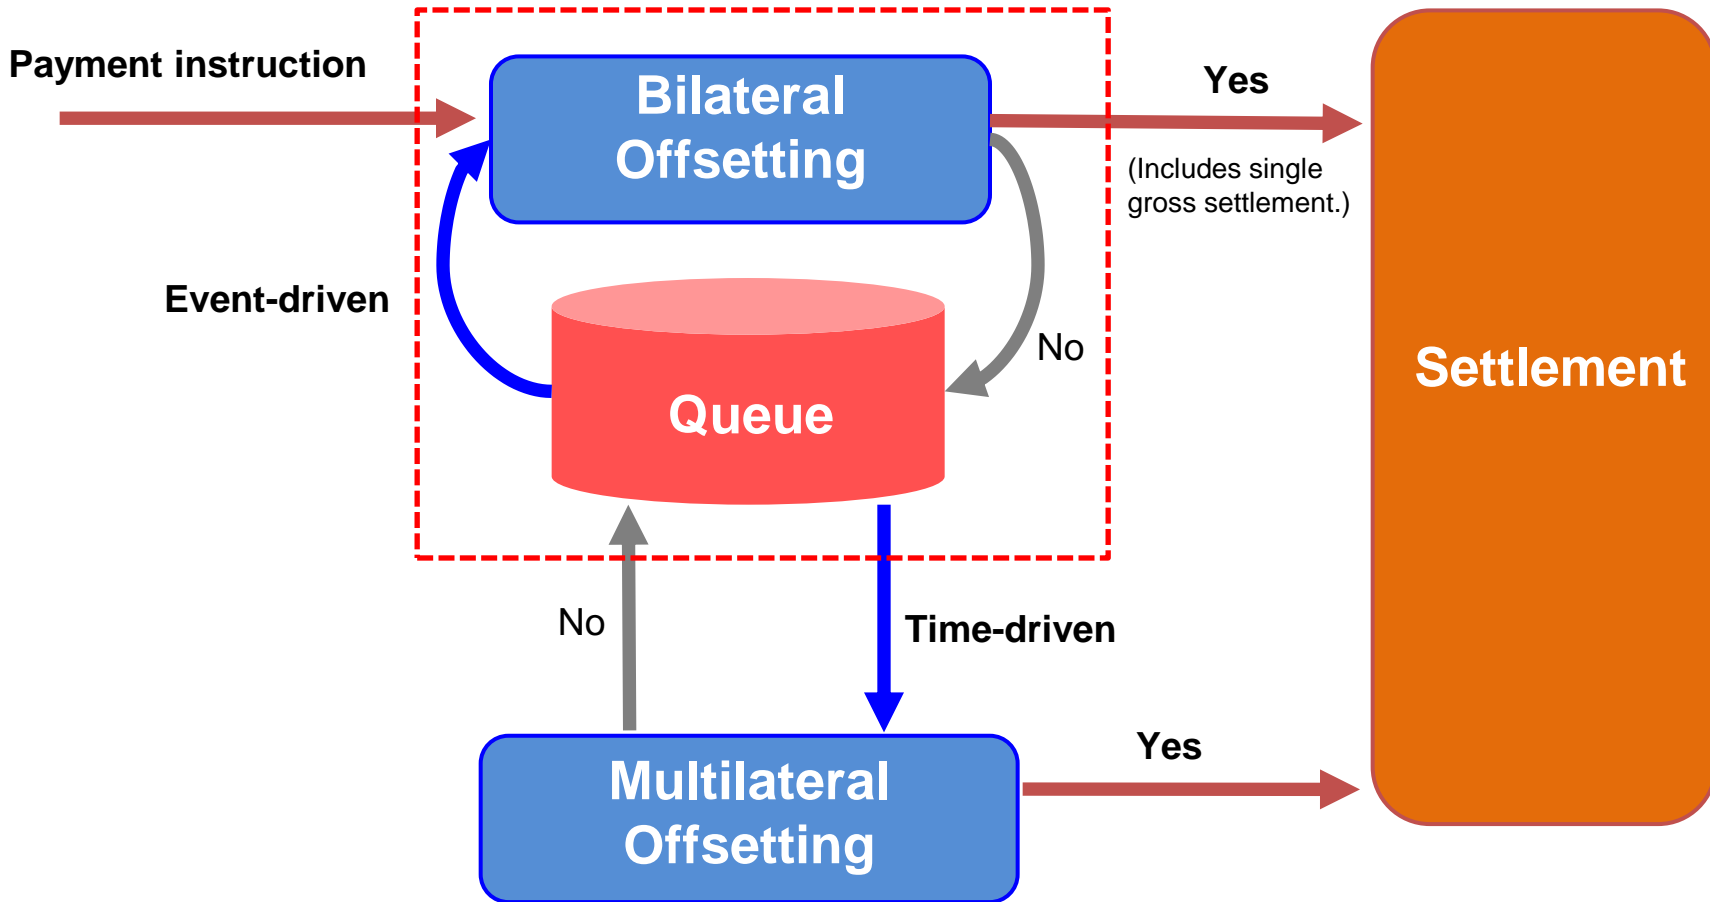 Payment instruction
Bilateral
Offsetting
Yes
(Includes single
gross settlement.)
Event-driven
No
Queue
Settlement
No
Time-driven
Multilateral
Offsetting
Yes